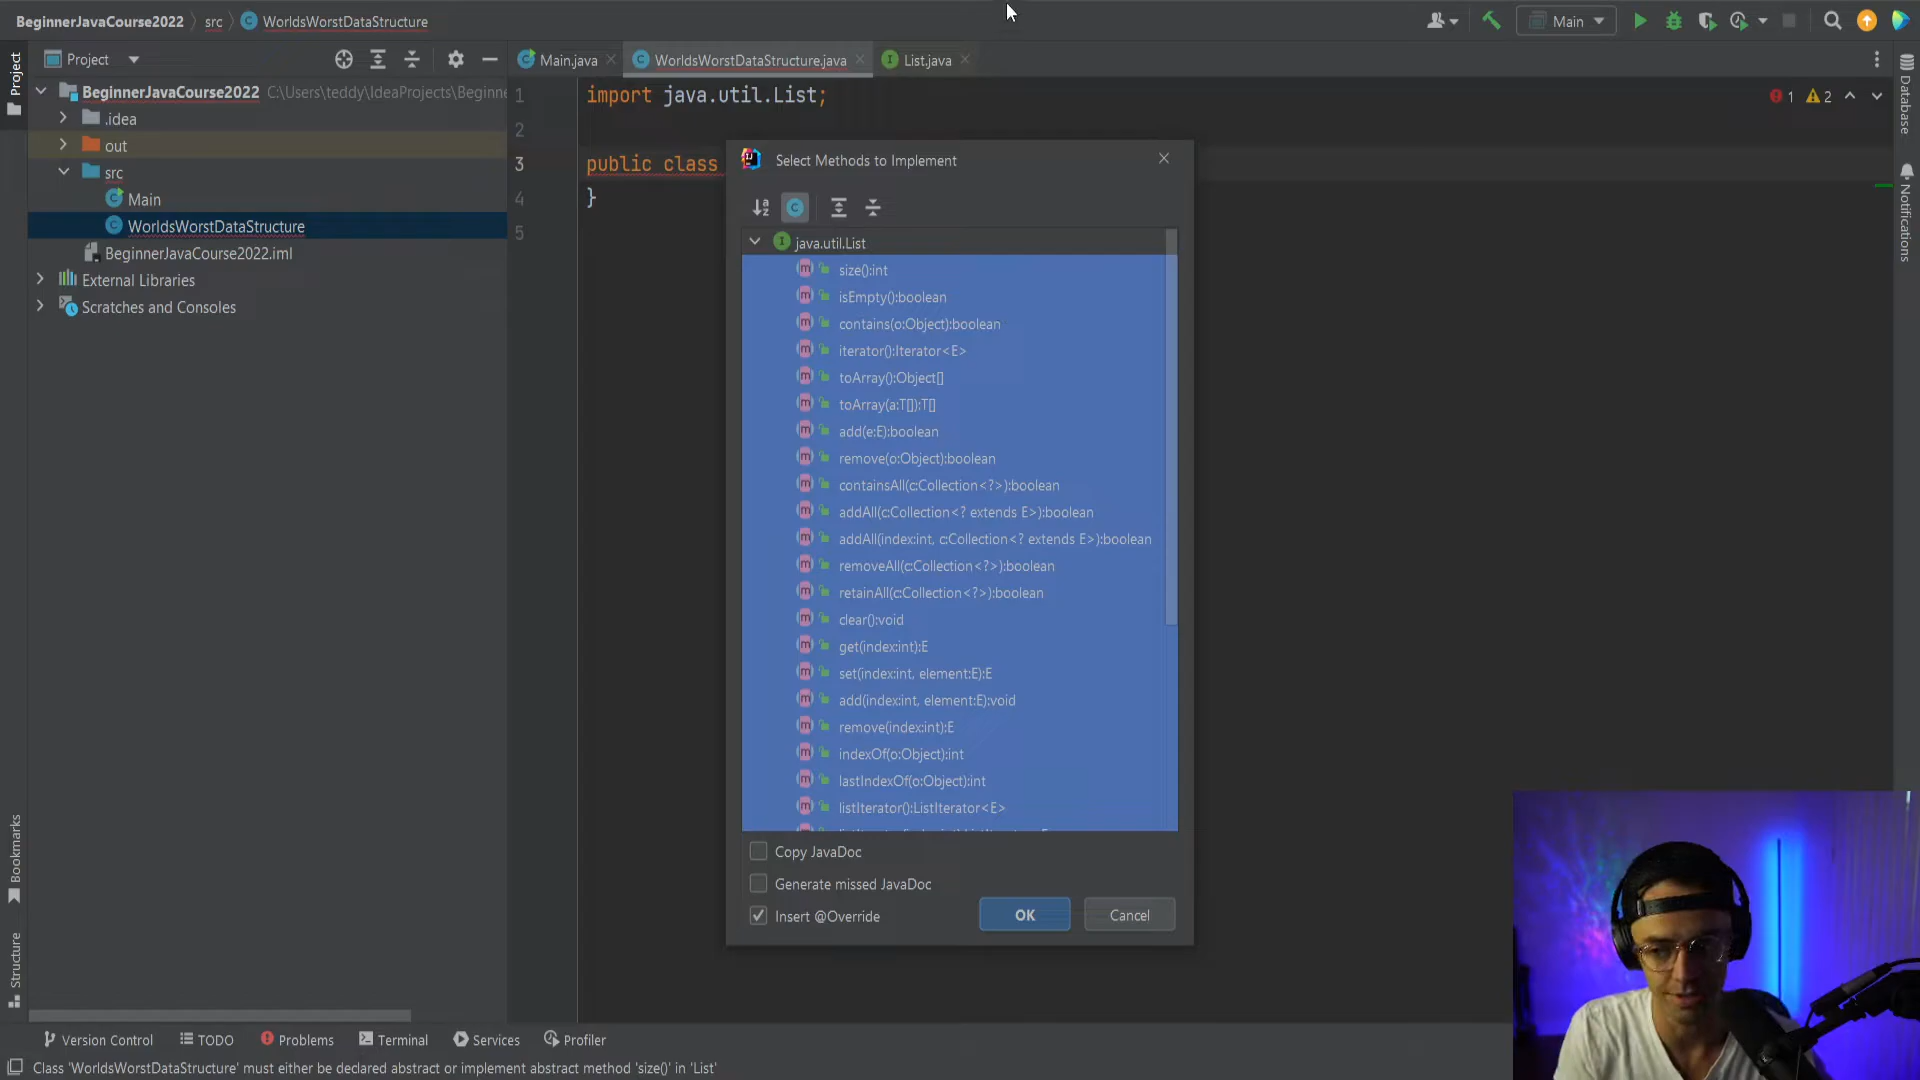 BeginnerJavaCourse2022 src WorldsWorstDataStructure
Main
Project
Main.java
WorldsWorstDataStructure.java
List.java
Project
BeginnerJavaCourse2022 C:\Users\teddy\IdeaProjects\Beginne
.idea
out
src
Main
WorldsWorstDataStructure
BeginnerJavaCourse2022.iml
External Libraries
Scratches and Consoles
1 import java.util.List;
2
3 public class
4 }
5
1 2
Database
Notifications
Select Methods to Implement
java.util.List
size():int
isEmpty():boolean
contains(o:Object):boolean
iterator():Iterator<E>
toArray():Object[]
toArray(a:T[]):T[]
add(e:E):boolean
remove(o:Object):boolean
containsAll(c:Collection<?>):boolean
addAll(c:Collection<? extends E>):boolean
addAll(index:int, c:Collection<? extends E>):boolean
removeAll(c:Collection<?>):boolean
retainAll(c:Collection<?>):boolean
clear():void
get(index:int):E
set(index:int, element:E):E
add(index:int, element:E):void
remove(index:int):E
indexOf(o:Object):int
lastIndexOf(o:Object):int
listIterator():ListIterator<E>
Copy JavaDoc
Generate missed JavaDoc
Insert @Override
OK
Cancel
Bookmarks
Structure
Version Control TODO Problems Terminal Services Profiler
Class 'WorldsWorstDataStructure' must either be declared abstract or implement abstract method 'size()' in 'List'